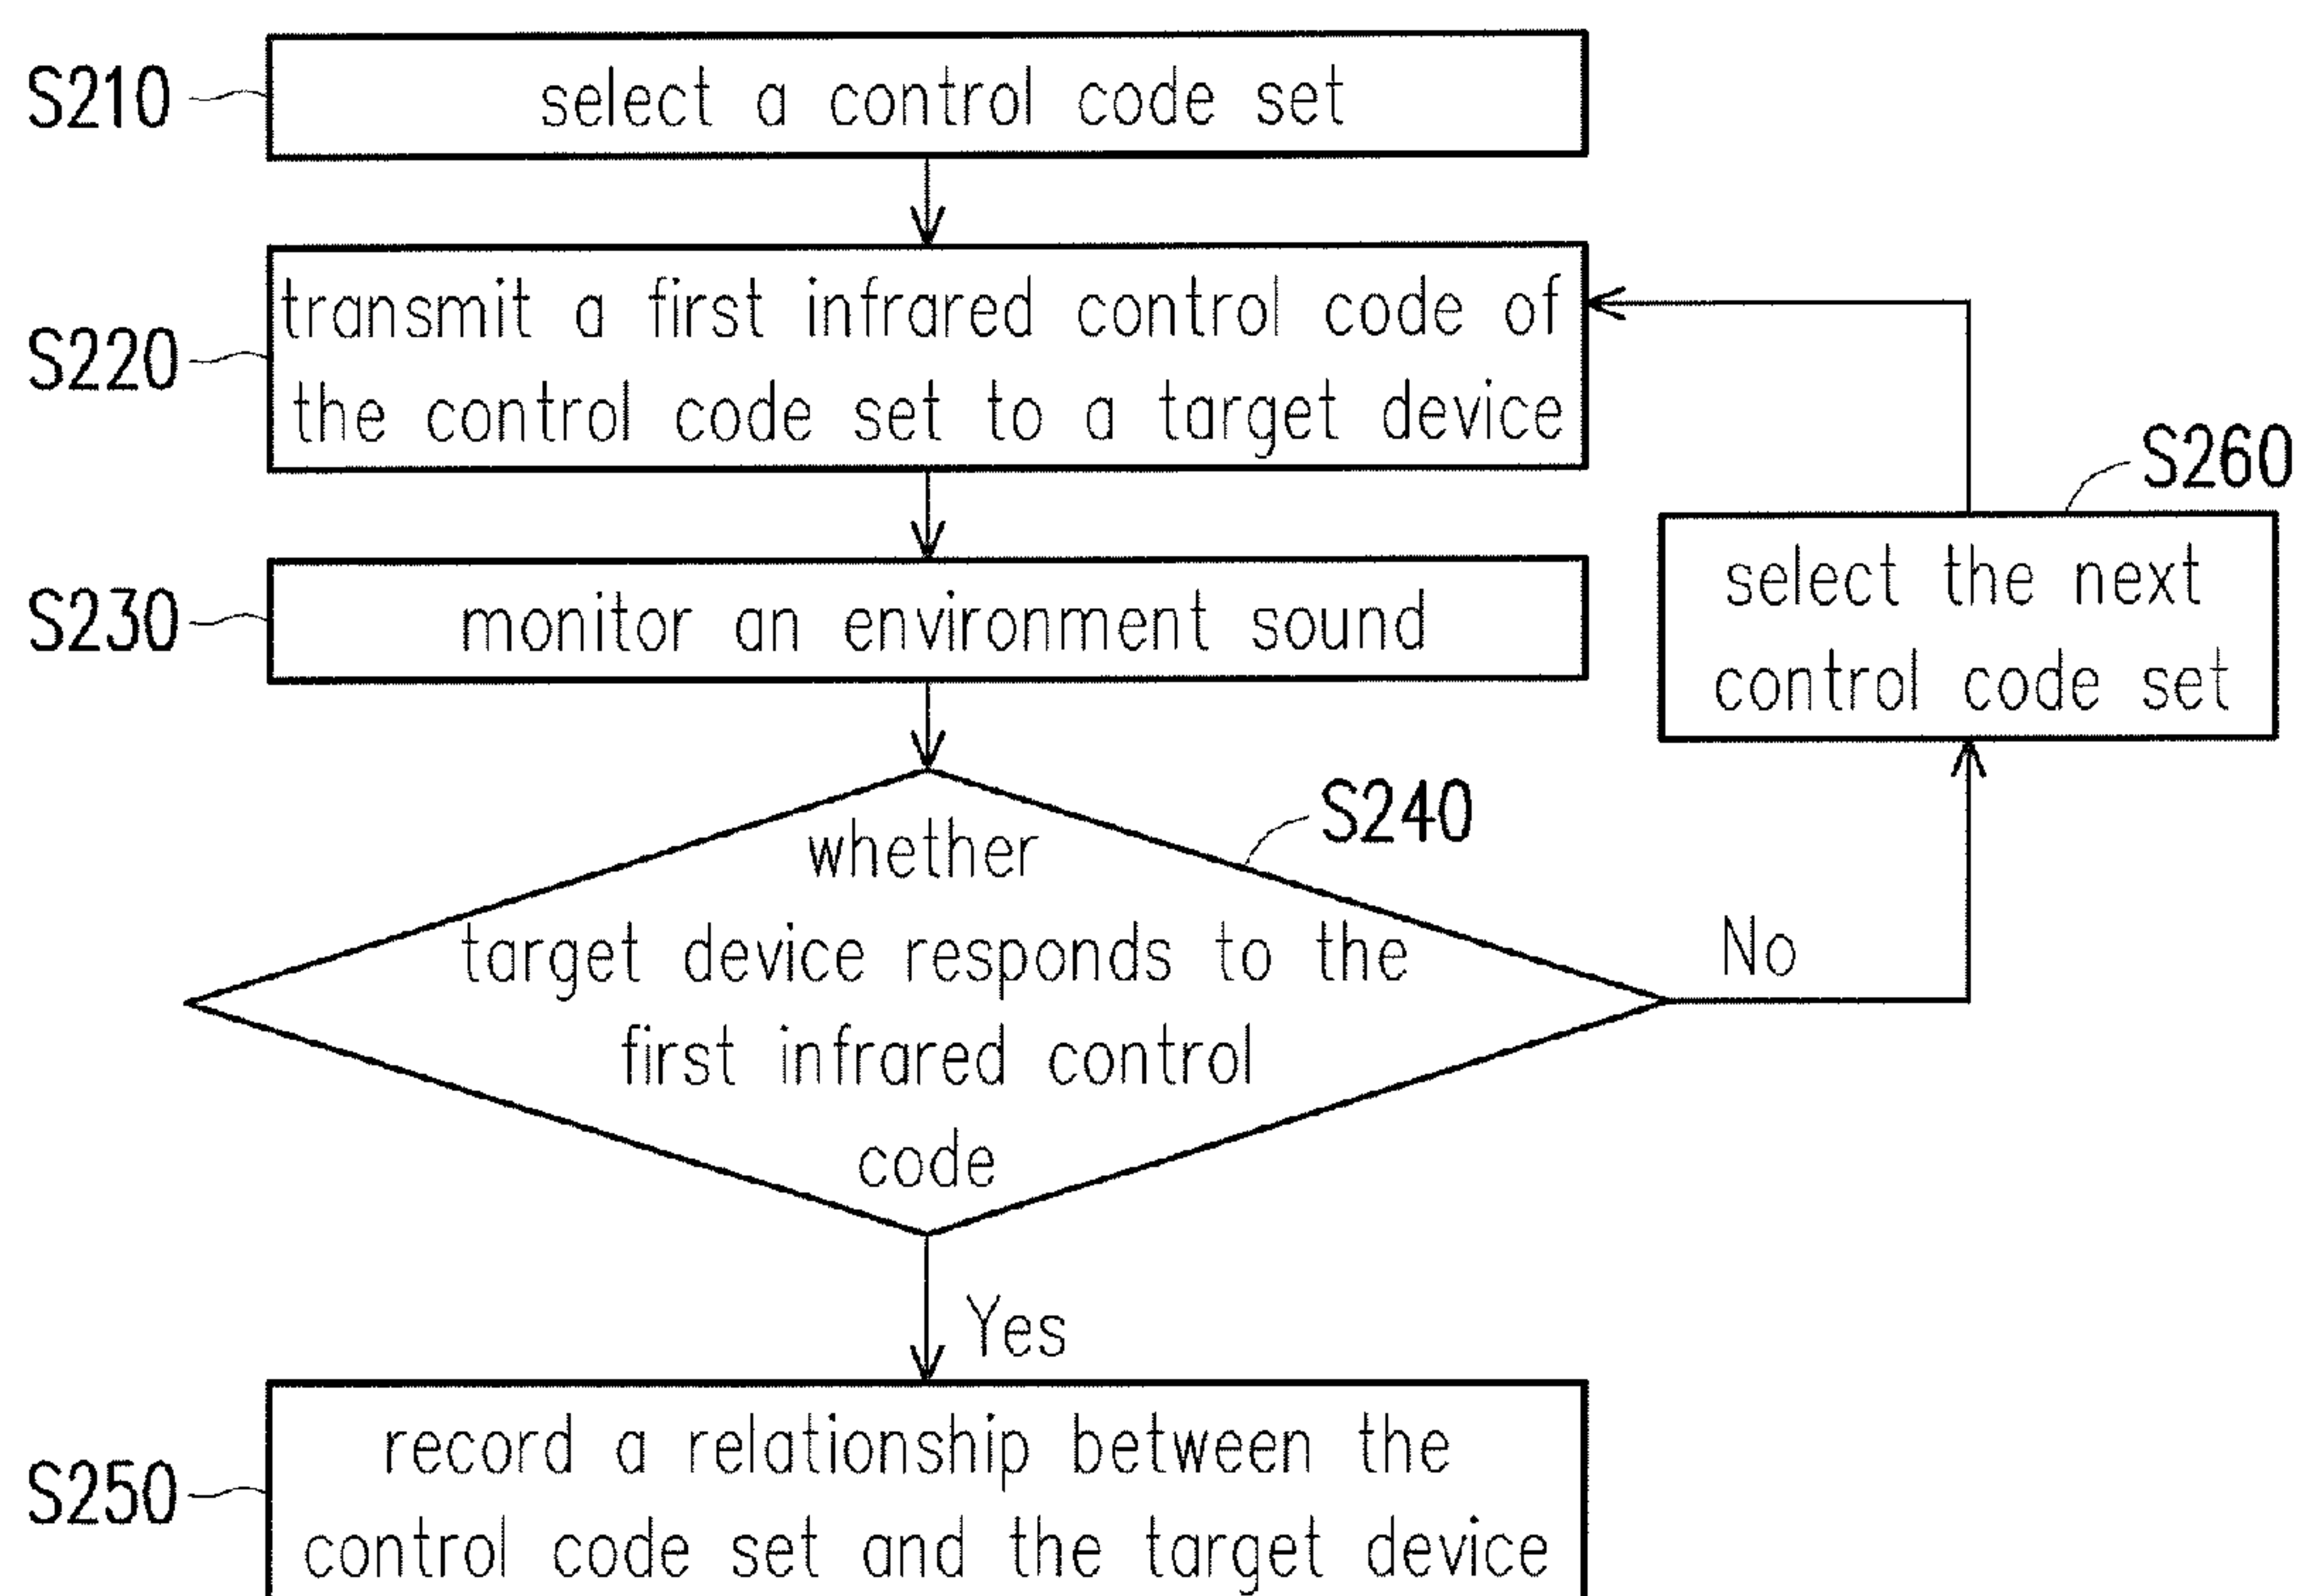 S210
select a control code set
S220
transmit a first infrared control code of
the control code set to a target device
S230
monitor an environment sound
S240
whether
target device responds to the
first infrared control
code
No
S260
select the next
control code set
Yes
S250
record a relationship between the
control code set and the target device